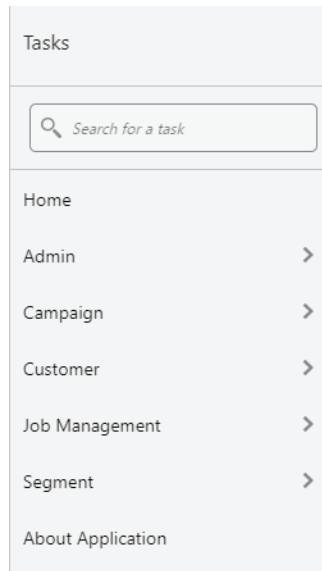 Tasks
Search for a task
Home
Admin
Campaign
Customer
Job Management
Segment
About Application